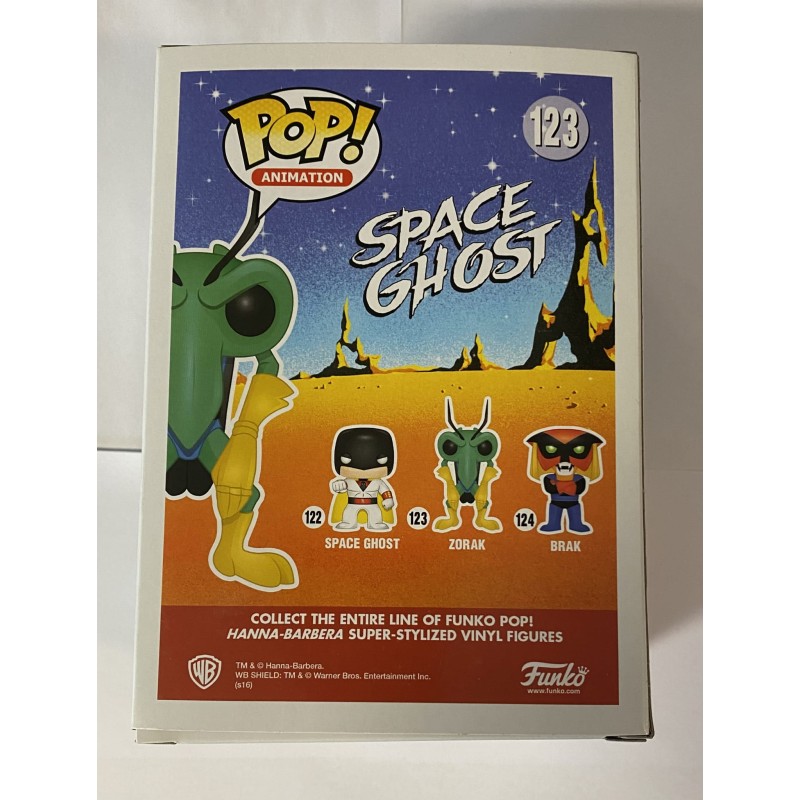 POP!
ANIMATION
123
SPACE
GHOST
122
SPACE GHOST
123
ZORAK
124
BRAK
COLLECT THE ENTIRE LINE OF FUNKO POP!
HANNA-BARBERA SUPER-STYLIZED VINYL FIGURES
WB
TM & © Hanna-Barbera.
WB SHIELD: TM & © Warner Bros. Entertainment Inc.
(s16)
Funko
www.funko.com